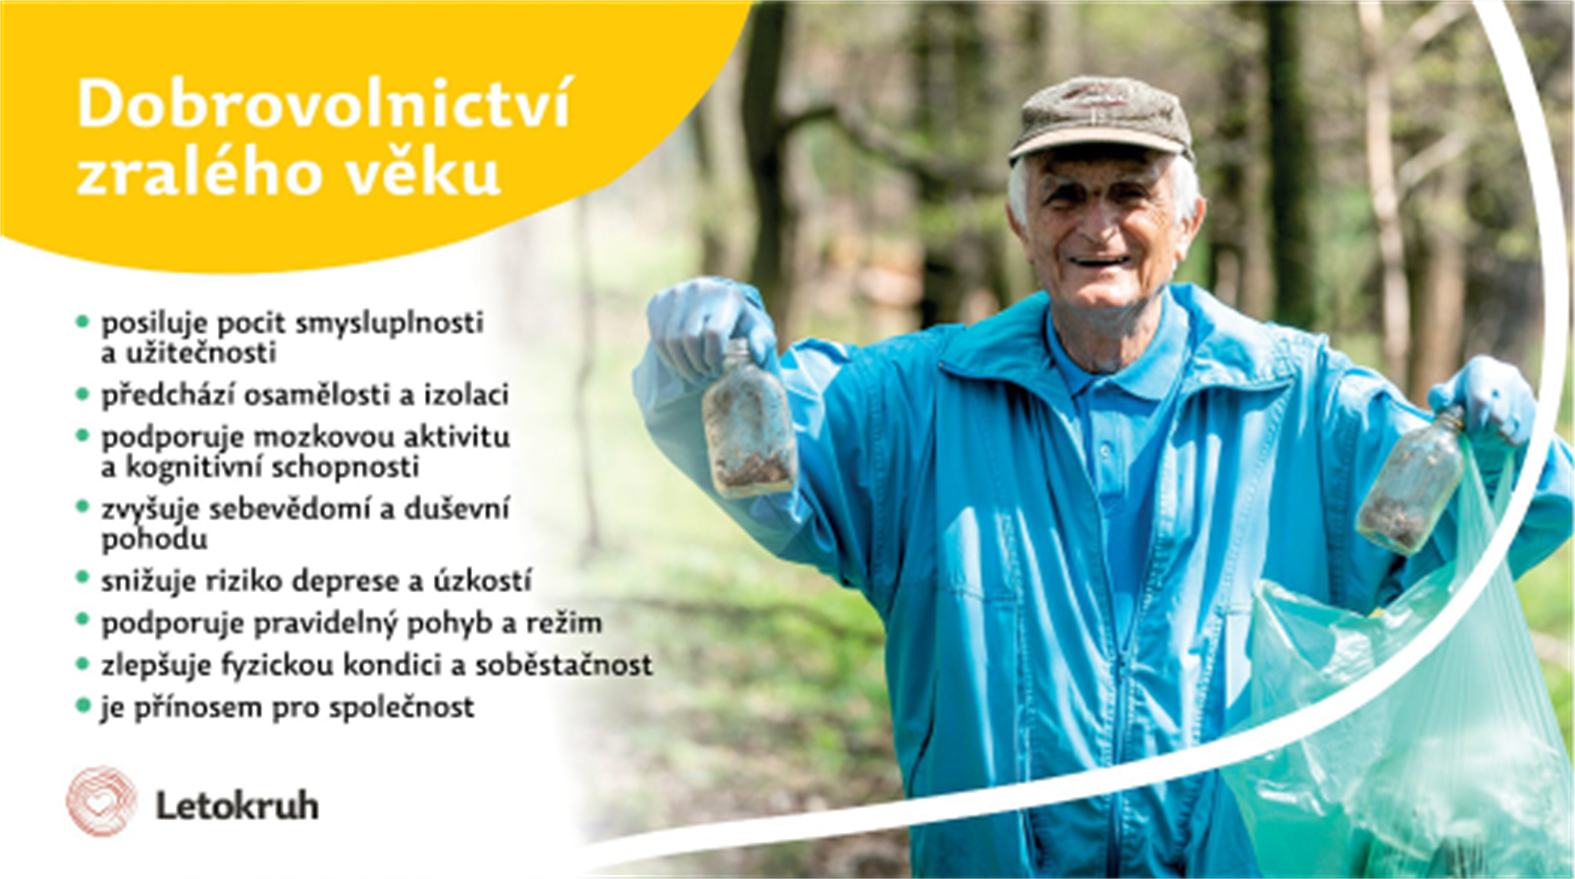 Dobrovolnictví
zralého věku
posiluje pocit smysluplnosti
a užitečnosti
předchází osamělosti a izolaci
podporuje mozkovou aktivitu
a kognitivní schopnosti
zvyšuje sebevědomí a duševní
pohodu
snižuje riziko deprese a úzkostí
podporuje pravidelný pohyb a režim
zlepšuje fyzickou kondici a soběstačnost
je přínosem pro společnost
Letokruh